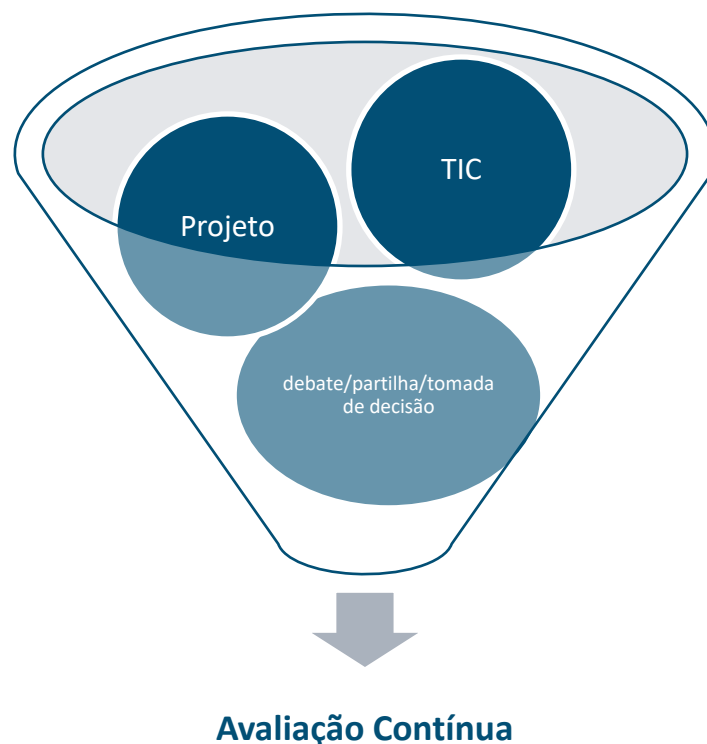 TIC
Projeto
debate/partilha/tomada
de decisão
Avaliação Contínua